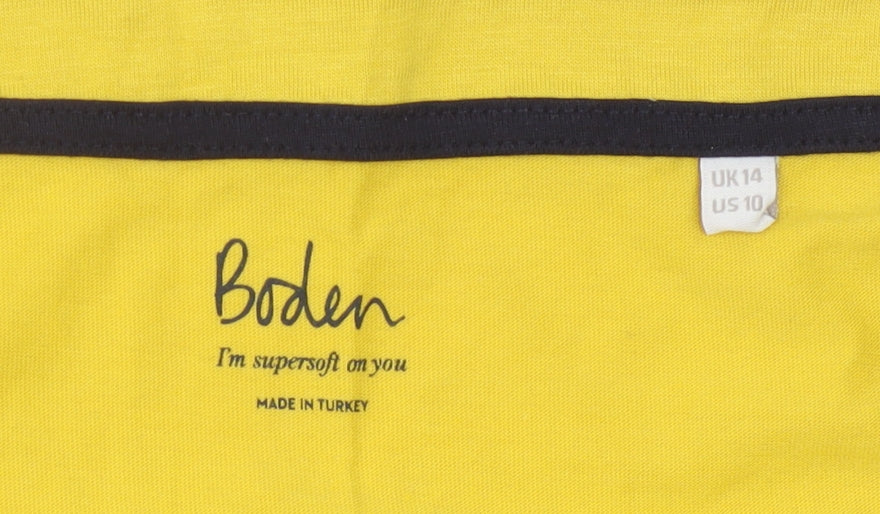 UK 14
US 10
Boden
I'm supersoft on you
MADE IN TURKEY